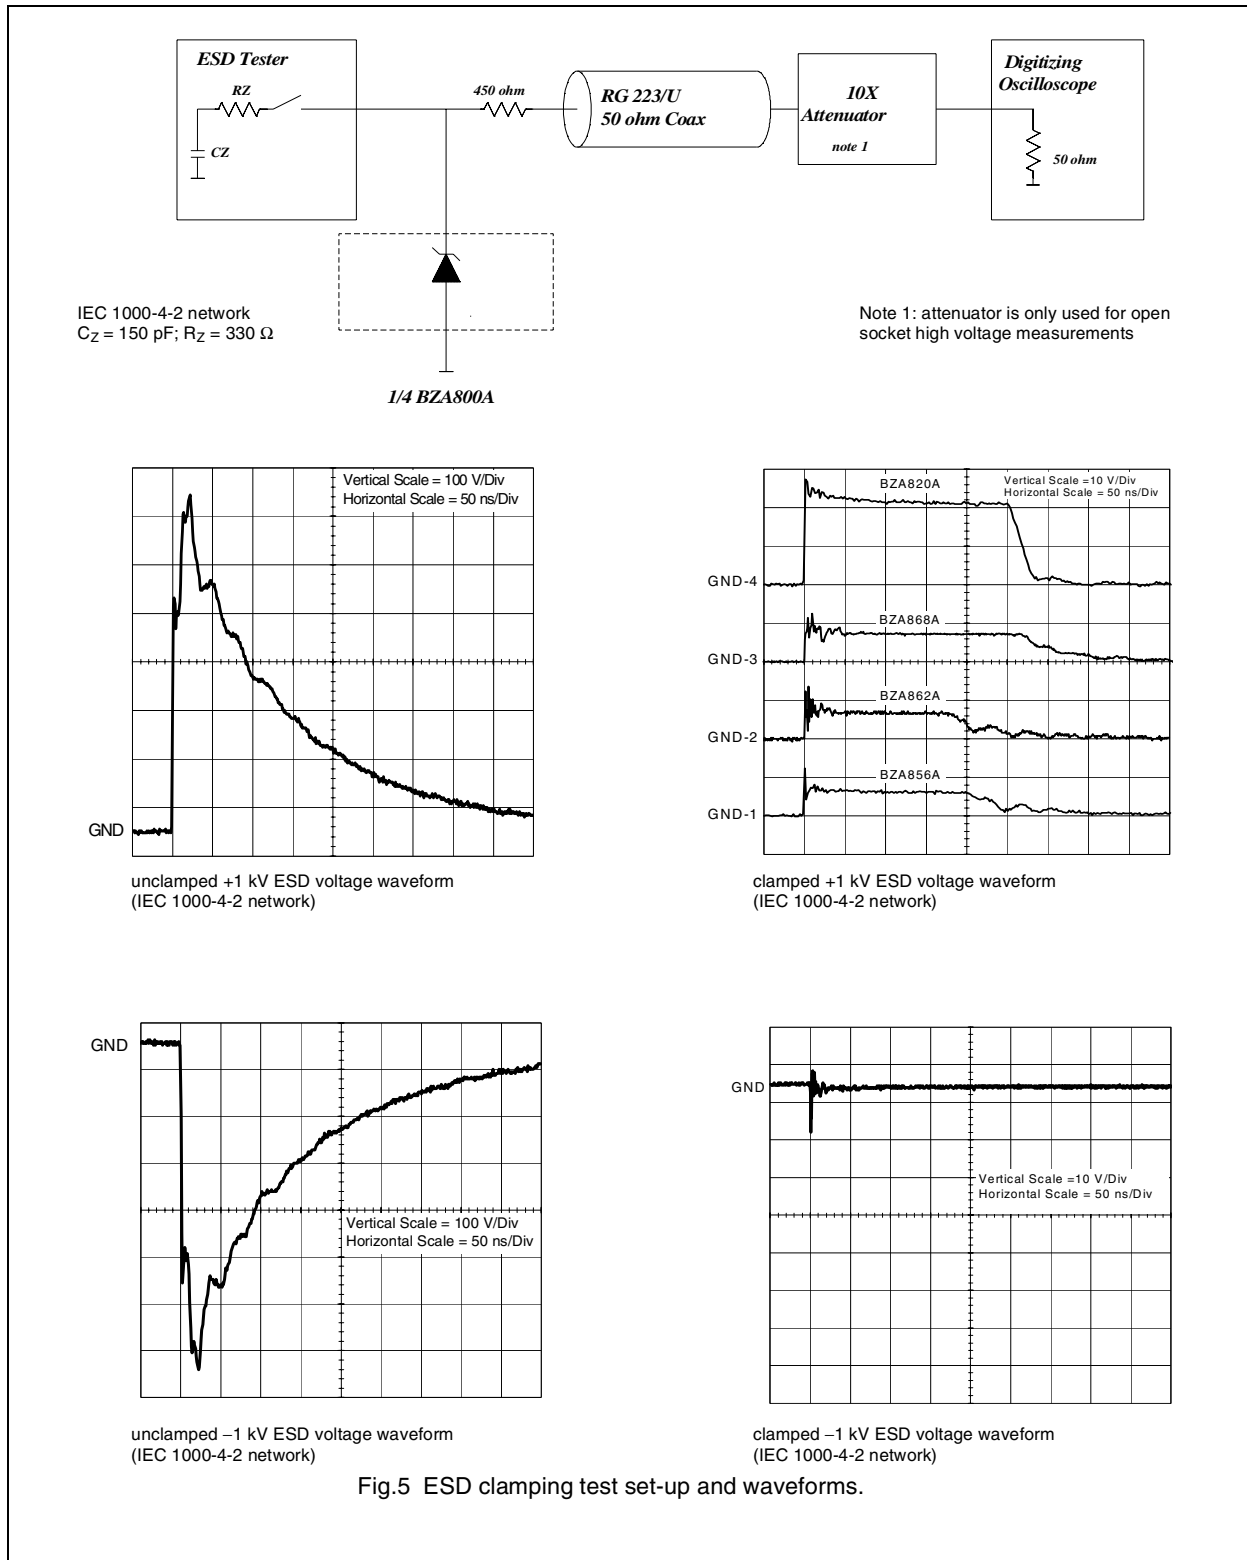 ESD Tester
RZ
CZ
450 ohm
RG 223/U
50 ohm Coax
10X
Attenuator
note 1
Digitizing
Oscilloscope
50 ohm
IEC 1000-4-2 network
CZ = 150 pF; RZ = 330 Ω
Note 1: attenuator is only used for open
socket high voltage measurements
1/4 BZA800A
Vertical Scale = 100 V/Div
Horizontal Scale = 50 ns/Div
GND
unclamped +1 kV ESD voltage waveform
(IEC 1000-4-2 network)
BZA820A
Vertical Scale =10 V/Div
Horizontal Scale = 50 ns/Div
GND-4
BZA868A
GND-3
BZA862A
GND-2
BZA856A
GND-1
clamped +1 kV ESD voltage waveform
(IEC 1000-4-2 network)
GND
Vertical Scale = 100 V/Div
Horizontal Scale = 50 ns/Div
unclamped −1 kV ESD voltage waveform
(IEC 1000-4-2 network)
GND
Vertical Scale =10 V/Div
Horizontal Scale = 50 ns/Div
clamped −1 kV ESD voltage waveform
(IEC 1000-4-2 network)
Fig.5 ESD clamping test set-up and waveforms.